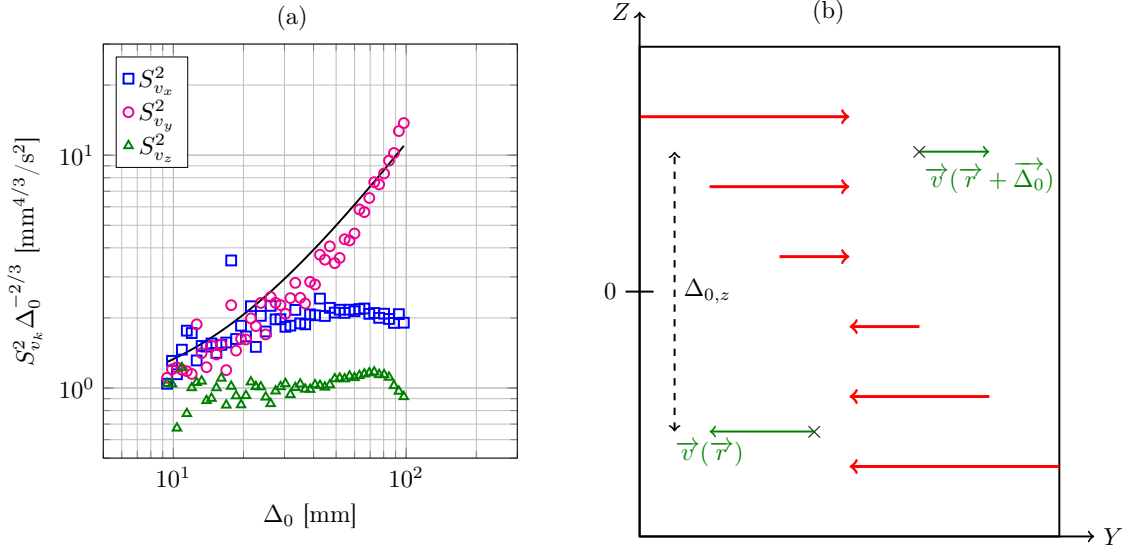 (a)
S²_{v_k} Δ₀^{-2/3} [mm^{4/3}/s²]
S²_{v_x}
S²_{v_y}
S²_{v_z}
10¹
10⁰
10¹
10²
Δ₀ [mm]
(b)
Z
v⃗(r⃗ + Δ⃗₀)
0
Δ_{0,z}
v⃗(r⃗)
Y